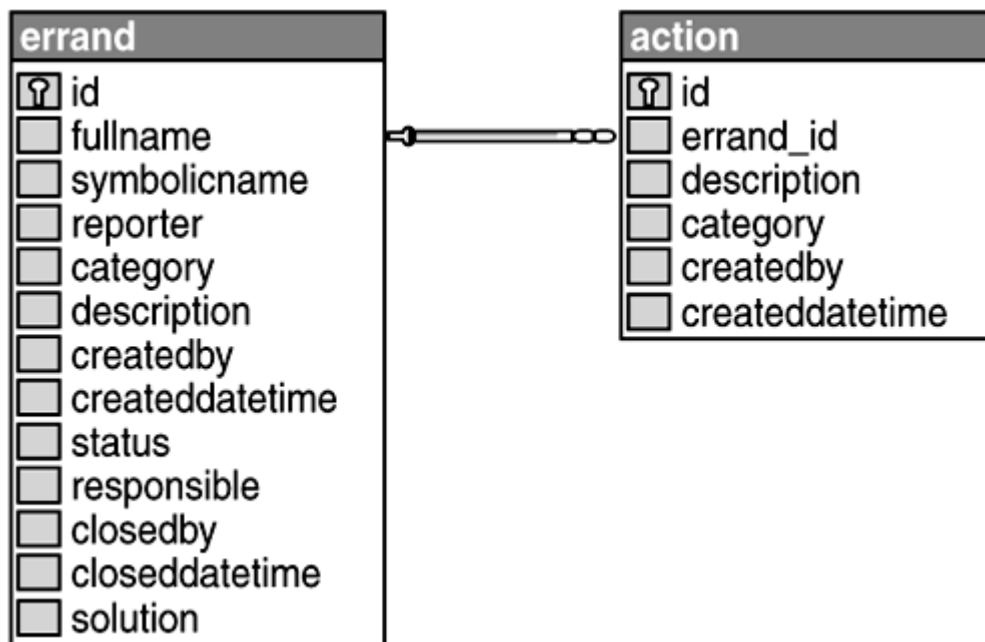 errand
id
fullname
symbolicname
reporter
category
description
createdby
createddatetime
status
responsible
closedby
closeddatetime
solution
action
id
errand_id
description
category
createdby
createddatetime